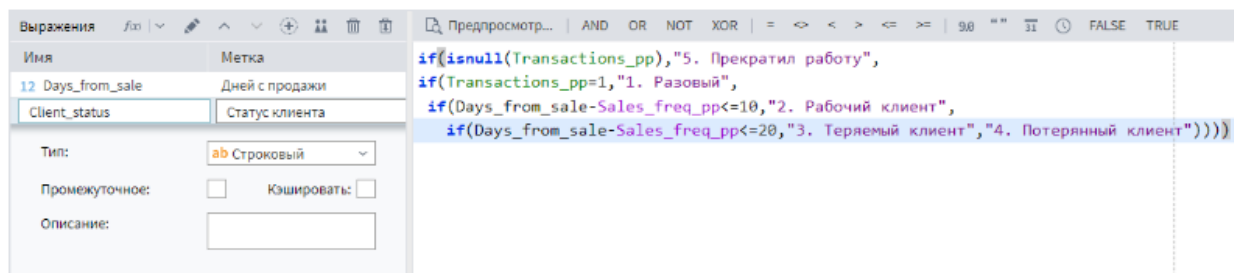 Выражения f(x) Предпросмотр... AND OR NOT XOR = <> < > <= >= 9.0 "" 31 FALSE TRUE
Имя Метка
12 Days_from_sale Дней с продажи
Client_status Статус клиента
Тип: ab Строковый
Промежуточное: Кэшировать:
Описание:
if(isnull(Transactions_pp),"5. Прекратил работу",
if(Transactions_pp=1,"1. Разовый",
if(Days_from_sale-Sales_freq_pp<=10,"2. Рабочий клиент",
if(Days_from_sale-Sales_freq_pp<=20,"3. Теряемый клиент","4. Потерянный клиент"))))